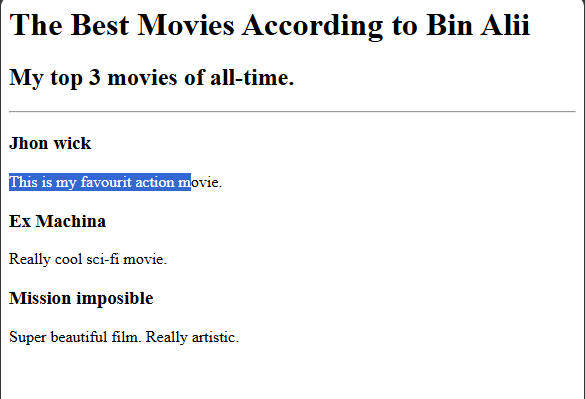 The Best Movies According to Bin Alii
My top 3 movies of all-time.
Jhon wick
This is my favourit action movie.
Ex Machina
Really cool sci-fi movie.
Mission imposible
Super beautiful film. Really artistic.